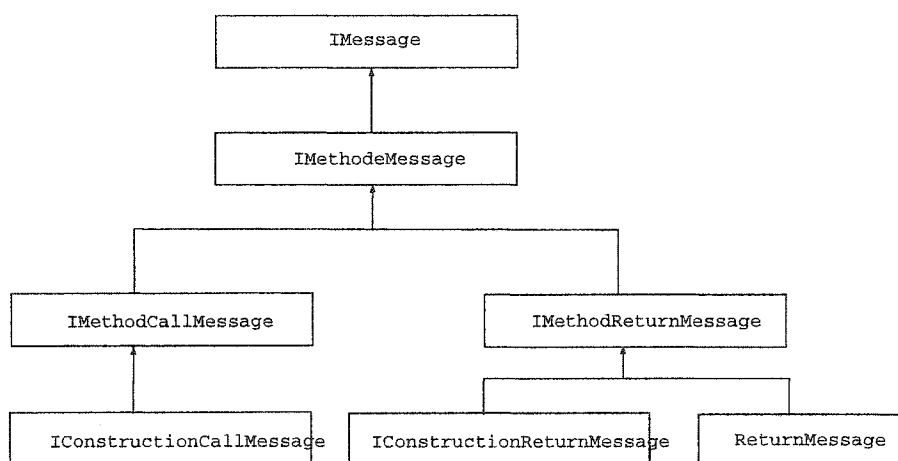 IMessage
IMethodeMessage
IMethodCallMessage
IMethodReturnMessage
IConstructionCallMessage
IConstructionReturnMessage
ReturnMessage